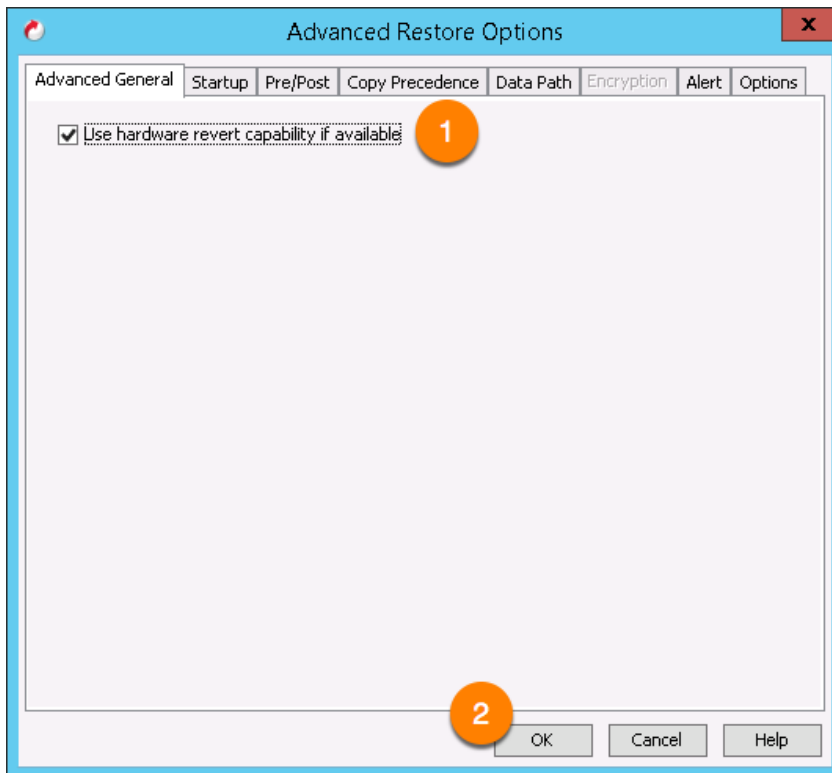 Advanced Restore Options
x
Advanced General Startup Pre/Post Copy Precedence Data Path Encryption Alert Options
Use hardware revert capability if available 1
2
OK Cancel Help